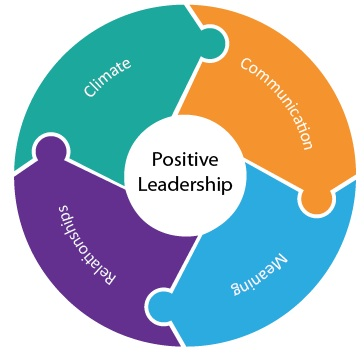 Climate
Communication
Positive
Leadership
Relationships
Meaning